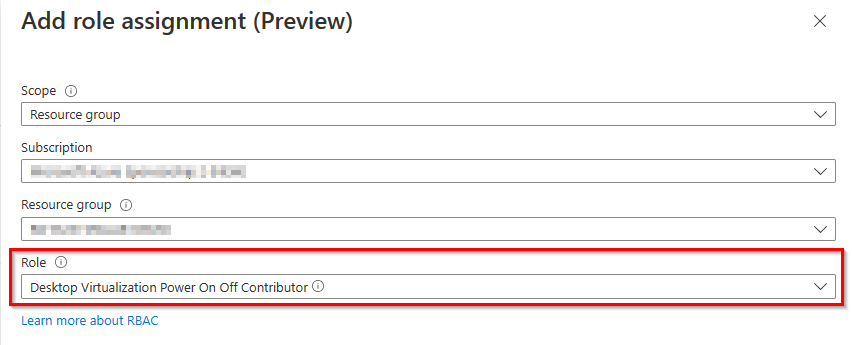 Add role assignment (Preview)
Scope
Resource group
Subscription
Resource group
Role
Desktop Virtualization Power On Off Contributor
Learn more about RBAC